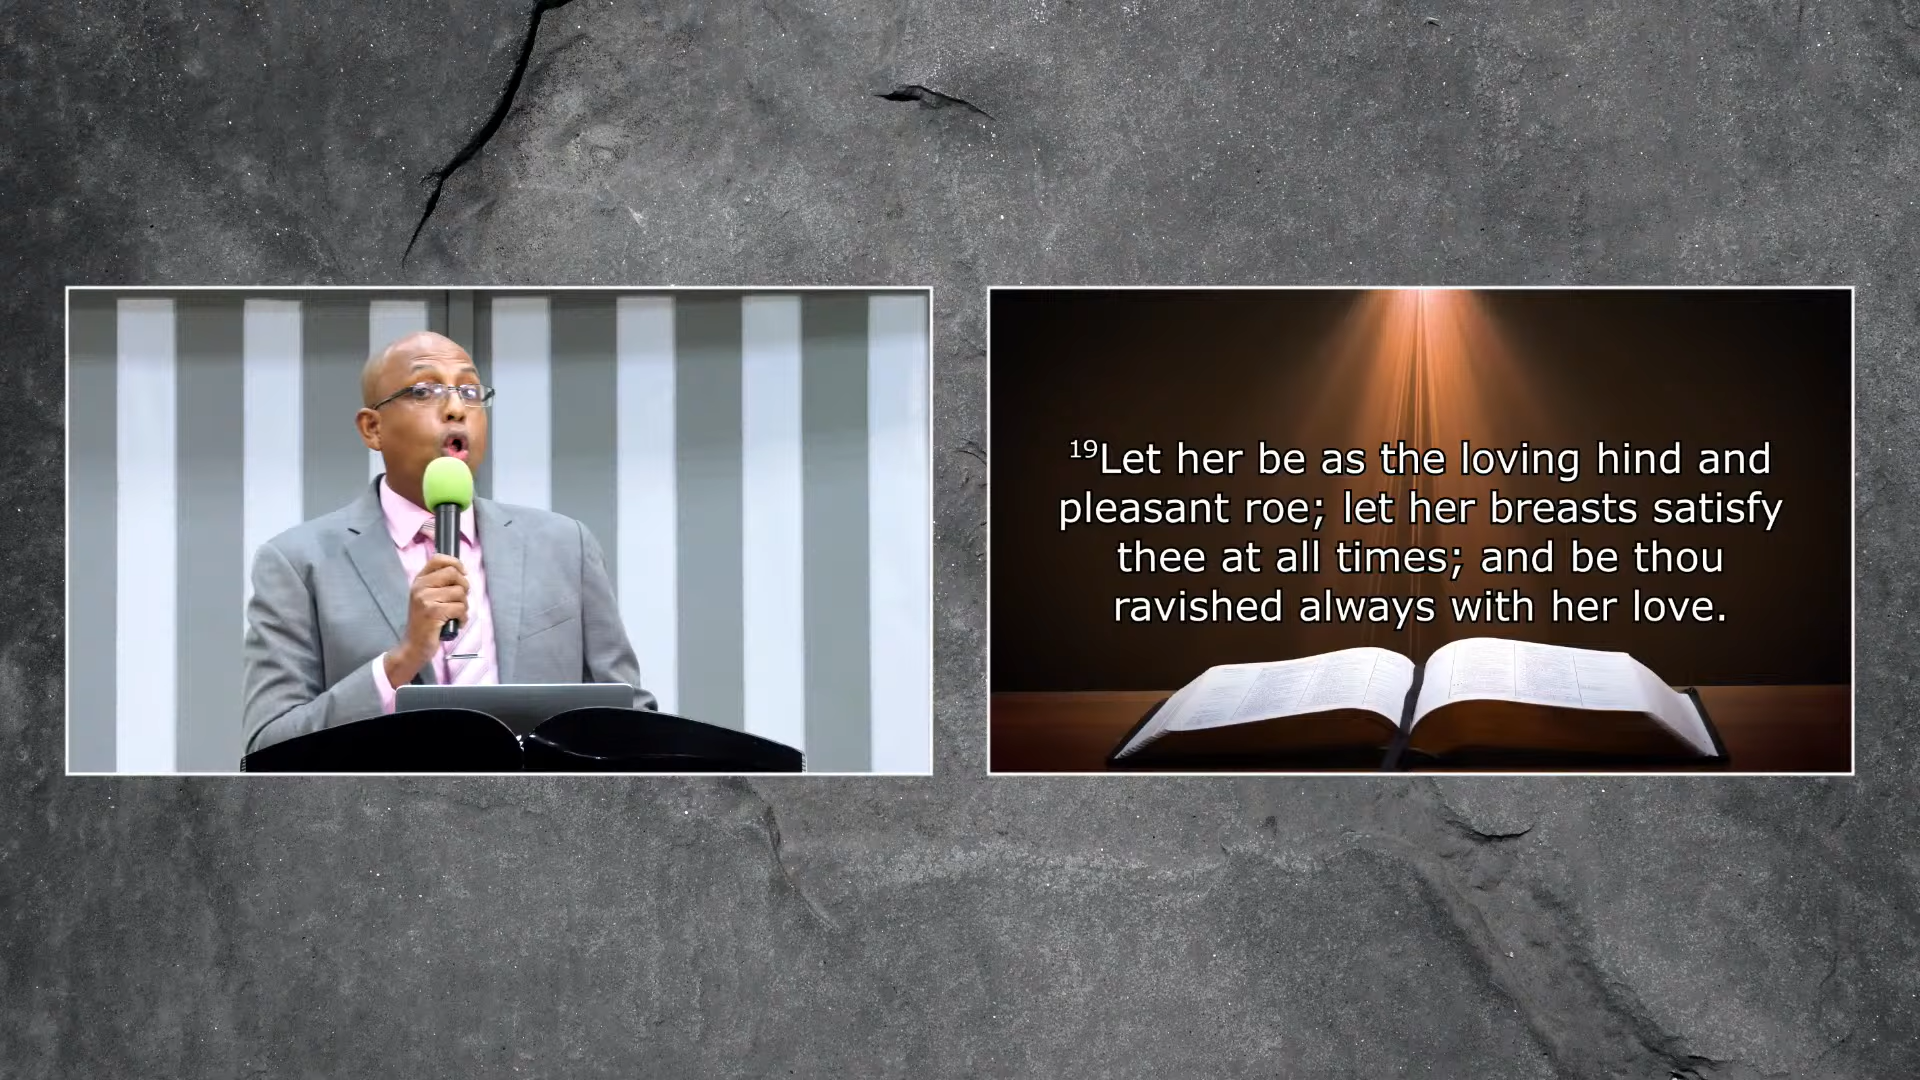 19Let her be as the loving hind and
pleasant roe; let her breasts satisfy
thee at all times; and be thou
ravished always with her love.